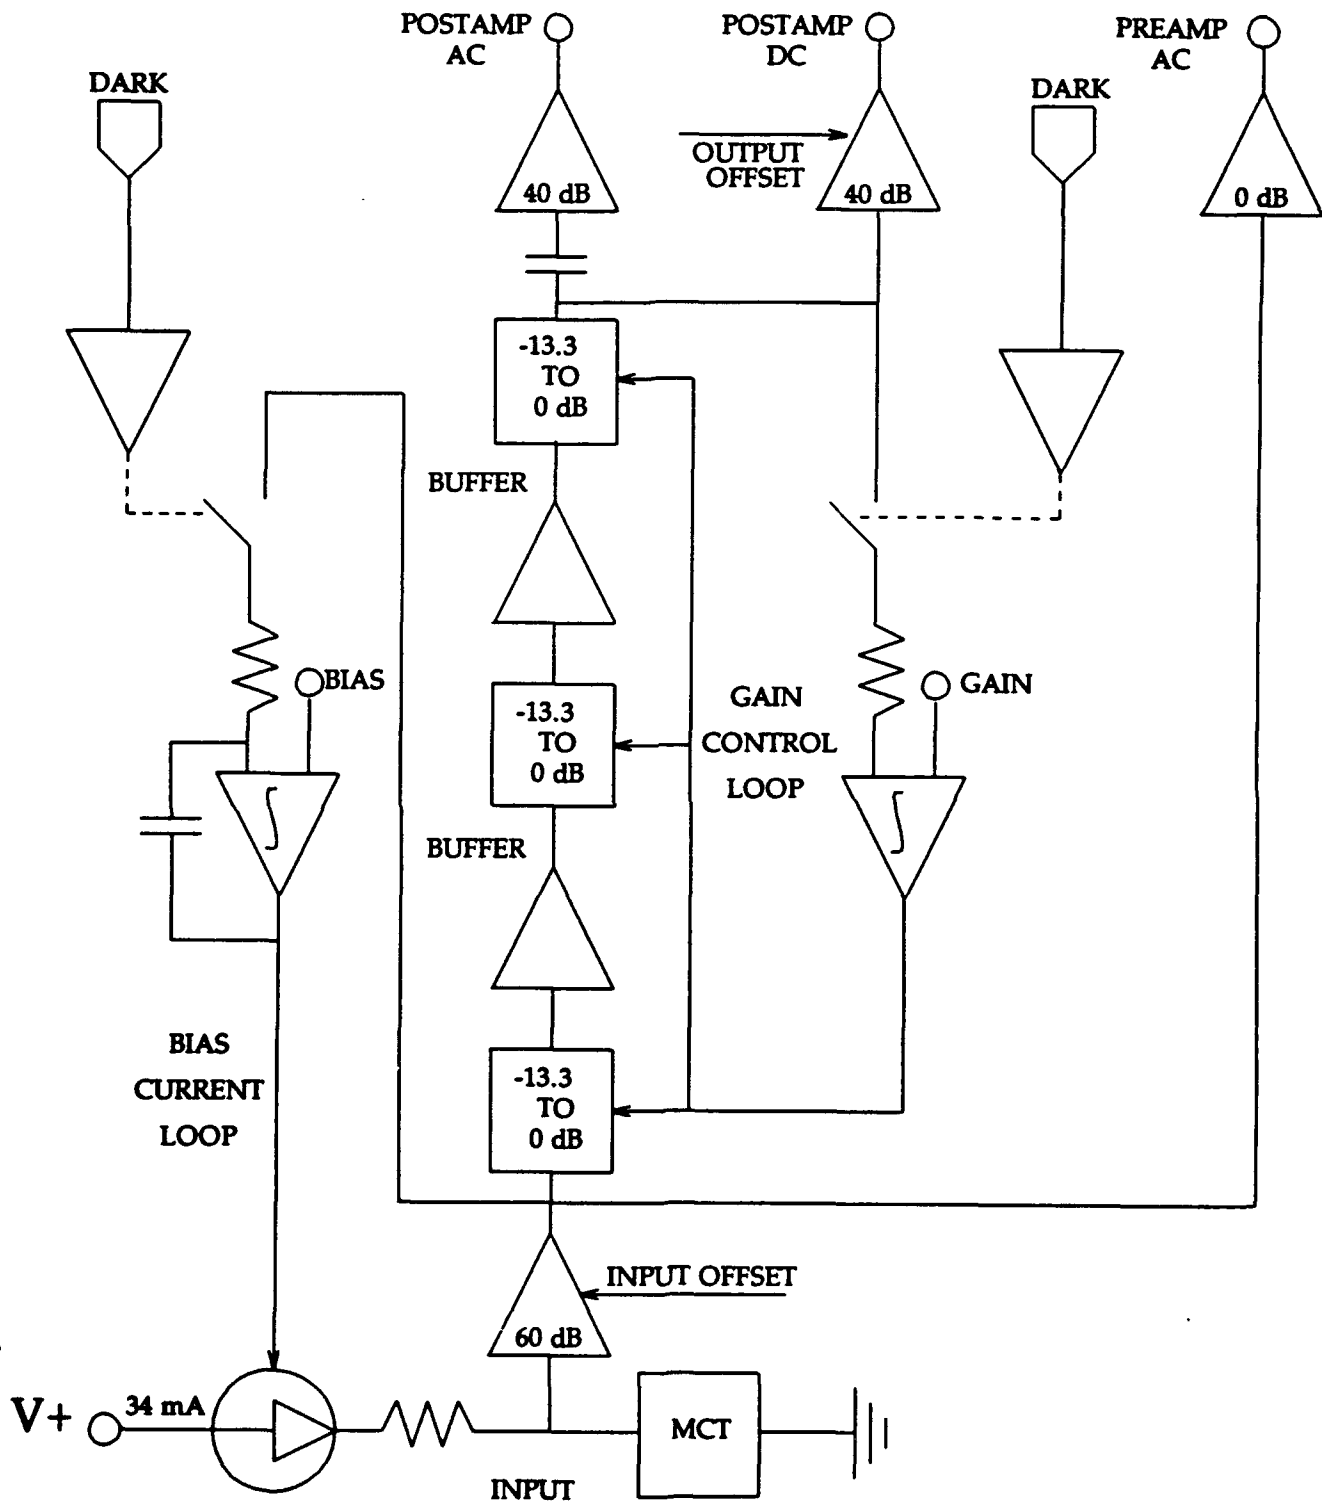 POSTAMP
AC
POSTAMP
DC
PREAMP
AC
DARK
DARK
OUTPUT
OFFSET
40 dB
40 dB
0 dB
-13.3
TO
0 dB
BUFFER
BIAS
-13.3
TO
0 dB
GAIN
CONTROL
LOOP
GAIN
∫
∫
BUFFER
BIAS
CURRENT
LOOP
-13.3
TO
0 dB
INPUT OFFSET
60 dB
V+
34 mA
MCT
INPUT